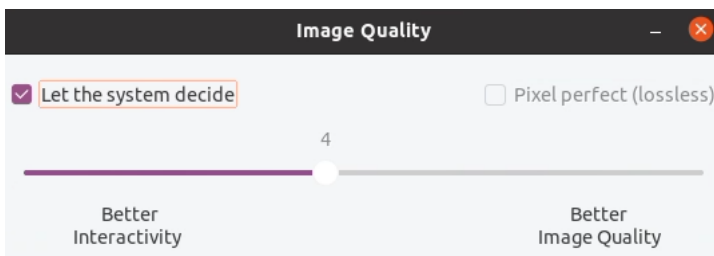 Image Quality
Let the system decide
Pixel perfect (lossless)
4
Better
Interactivity
Better
Image Quality